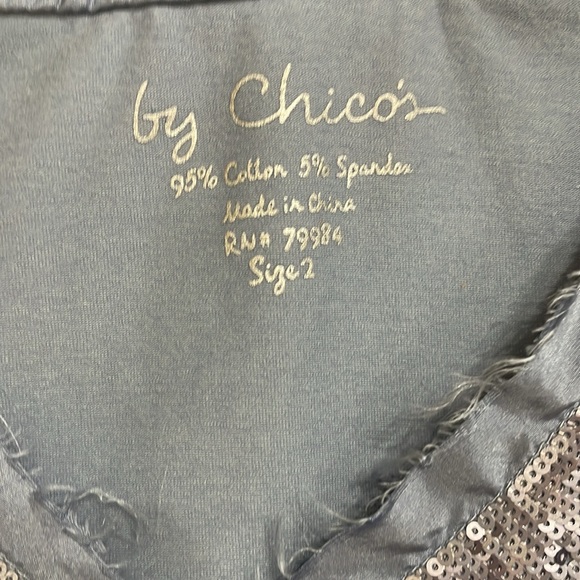 by Chico's
95% Cotton 5% Spandex
Made in China
RN# 79984
Size 2